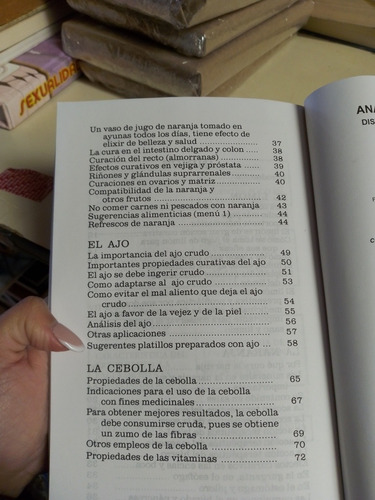 SEXUALIDA
Un vaso de jugo de naranja tomado en
ayunas todos los días, tiene efecto de
elixir de belleza y salud .................... 37
La cura en el intestino delgado y colon ..... 38
Curación del recto (almorranas) ............ 38
Efectos curativos en vejiga y próstata ..... 39
Riñones y glándulas suprarrenales .......... 40
Curaciones en ovarios y matriz ............. 40
Compatibilidad de la naranja y
otros frutos ............................... 42
No comer carnes ni pescados con naranja 43
Sugerencias alimenticias (menú 1) .......... 44
Refrescos de naranja ....................... 44
EL AJO
La importancia del ajo crudo ............... 49
Importantes propiedades curativas del ajo 50
El ajo se debe ingerir crudo ............... 51
Como adaptarse al ajo crudo ................ 53
Como evitar el mal aliento que deja el ajo
crudo ...................................... 54
El ajo a favor de la vejez y de la piel .... 55
Análisis del ajo ........................... 56
Otras aplicaciones ......................... 57
Sugerentes platillos preparados con ajo ... 58
LA CEBOLLA
Propiedades de la cebolla .................. 65
Indicaciones para el uso de la cebolla
con fines medicinales ...................... 67
Para obtener mejores resultados, la cebolla
debe consumirse cruda, pues se obtiene
un zumo de las fibras ...................... 69
Otros empleos de la cebolla ................ 70
Propiedades de las vitaminas ............... 72
ANA
DIS